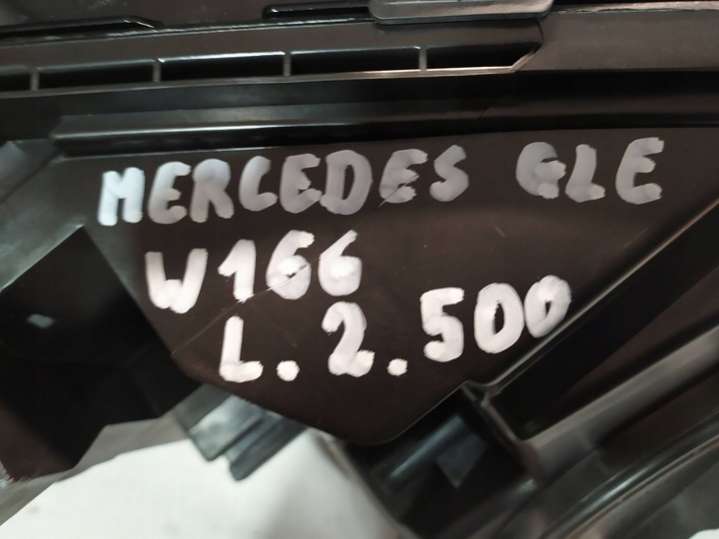 MERCEDES GLE
W166
L. 2.500